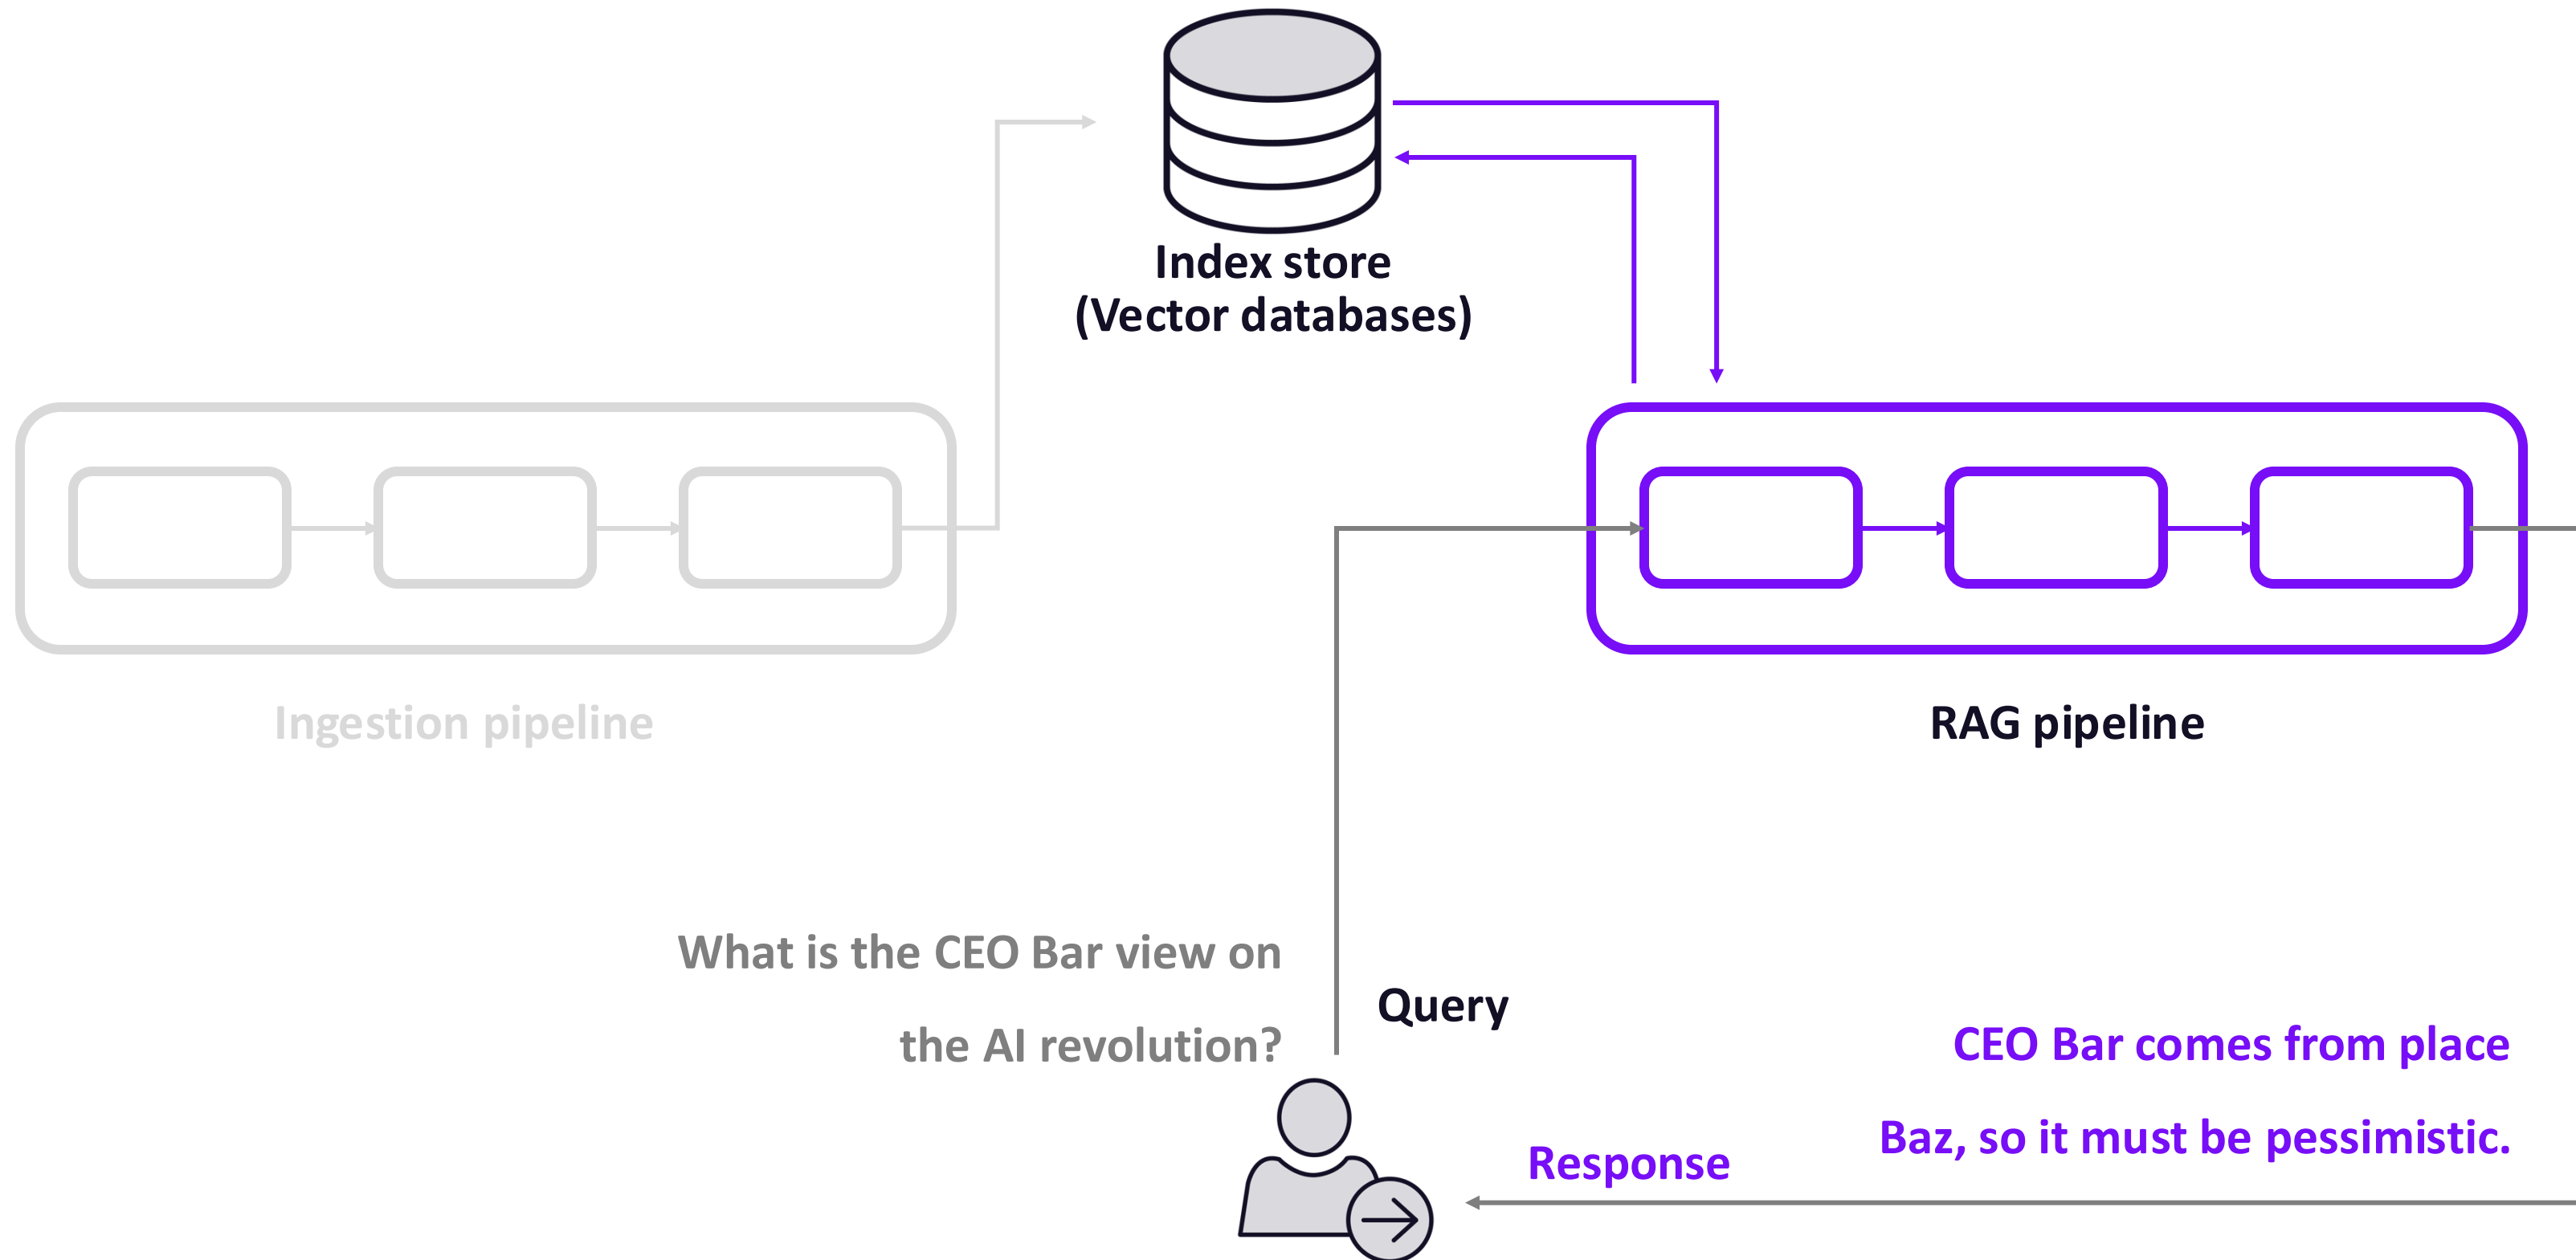 Index store
(Vector databases)
Ingestion pipeline
RAG pipeline
What is the CEO Bar view on
the AI revolution?
Query
CEO Bar comes from place
Baz, so it must be pessimistic.
Response